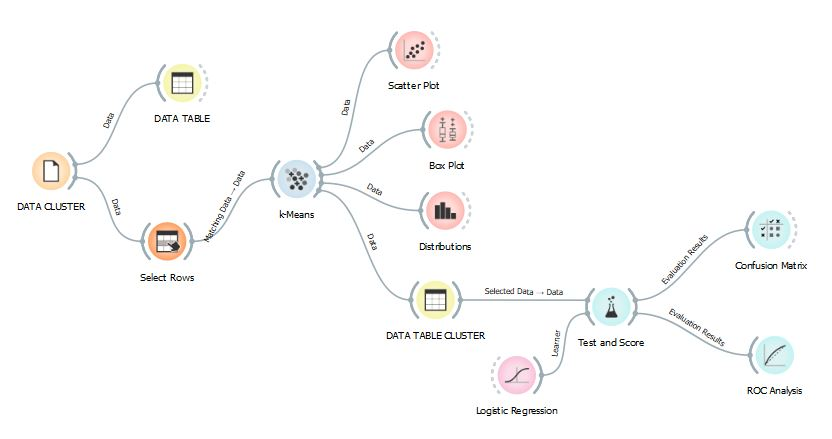 Scatter Plot
Data
DATA TABLE
Data
Data
Box Plot
DATA CLUSTER
Data
Matching Data → Data
Select Rows
k-Means
Data
Distributions
Data
DATA TABLE CLUSTER
Selected Data → Data
Test and Score
Learner
Logistic Regression
Evaluation Results
Confusion Matrix
Evaluation Results
ROC Analysis